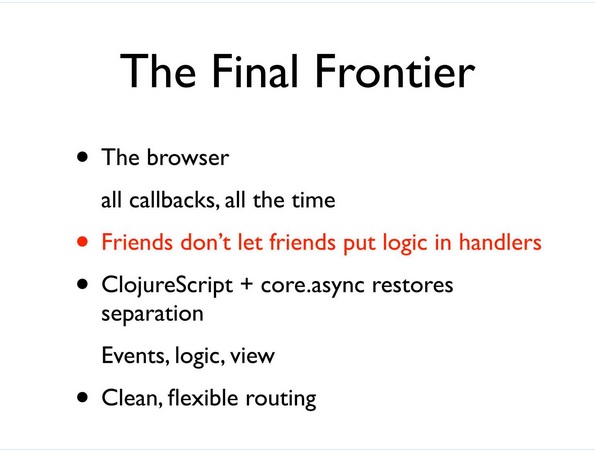 The Final Frontier
• The browser
all callbacks, all the time
• Friends don’t let friends put logic in handlers
• ClojureScript + core.async restores
separation
Events, logic, view
• Clean, flexible routing